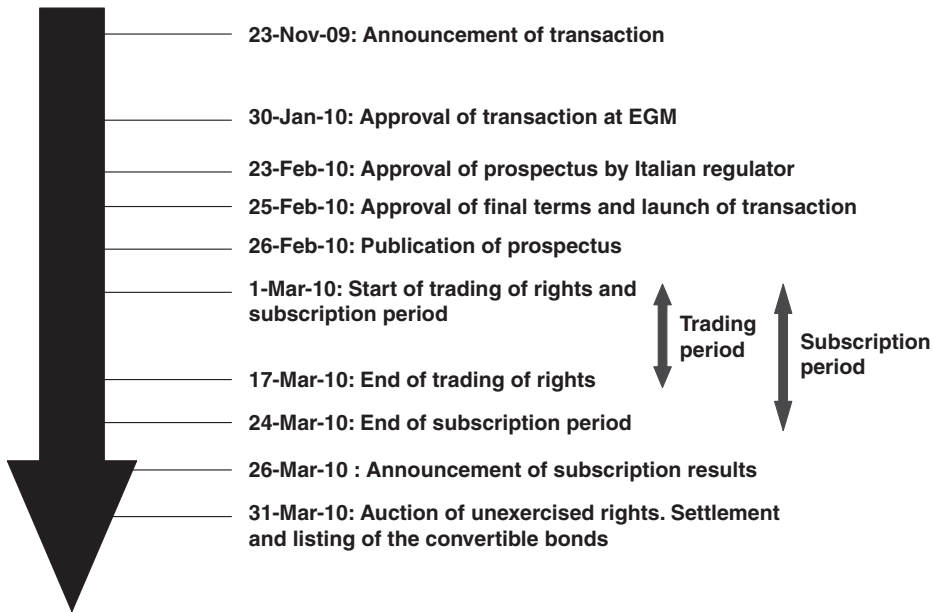 23-Nov-09: Announcement of transaction
30-Jan-10: Approval of transaction at EGM
23-Feb-10: Approval of prospectus by Italian regulator
25-Feb-10: Approval of final terms and launch of transaction
26-Feb-10: Publication of prospectus
1-Mar-10: Start of trading of rights and
subscription period
Trading
period
Subscription
period
17-Mar-10: End of trading of rights
24-Mar-10: End of subscription period
26-Mar-10 : Announcement of subscription results
31-Mar-10: Auction of unexercised rights. Settlement
and listing of the convertible bonds